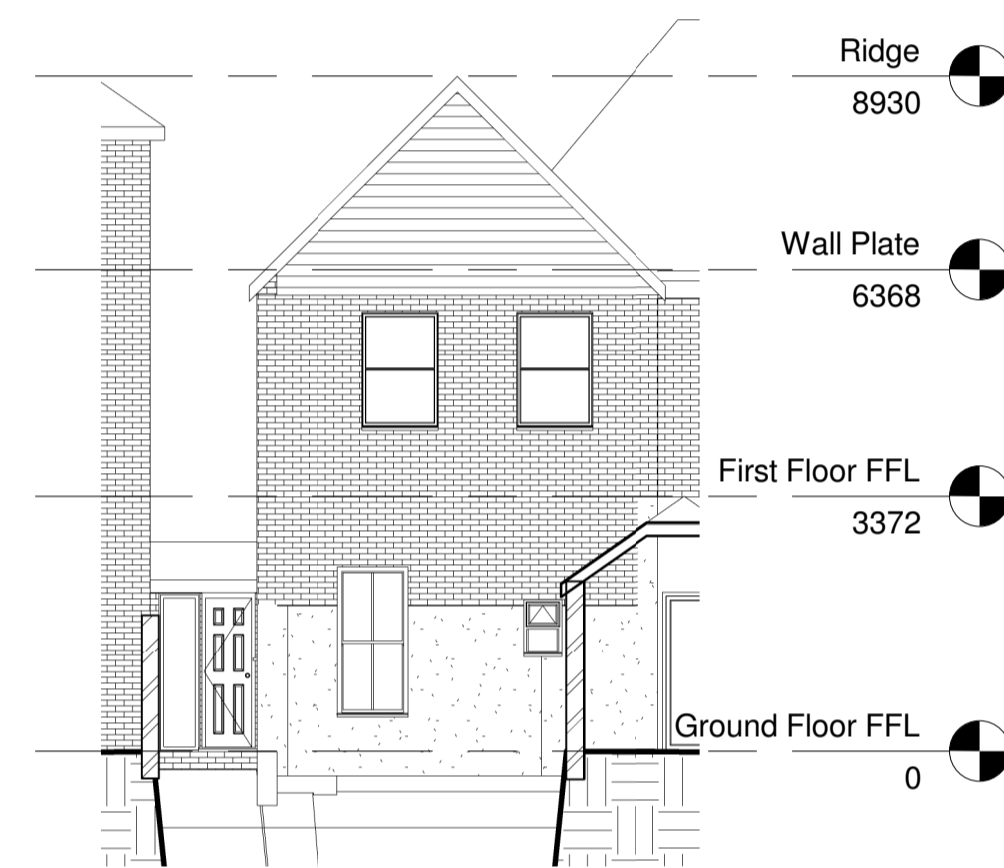 Ridge
8930
Wall Plate
6368
First Floor FFL
3372
Ground Floor FFL
0